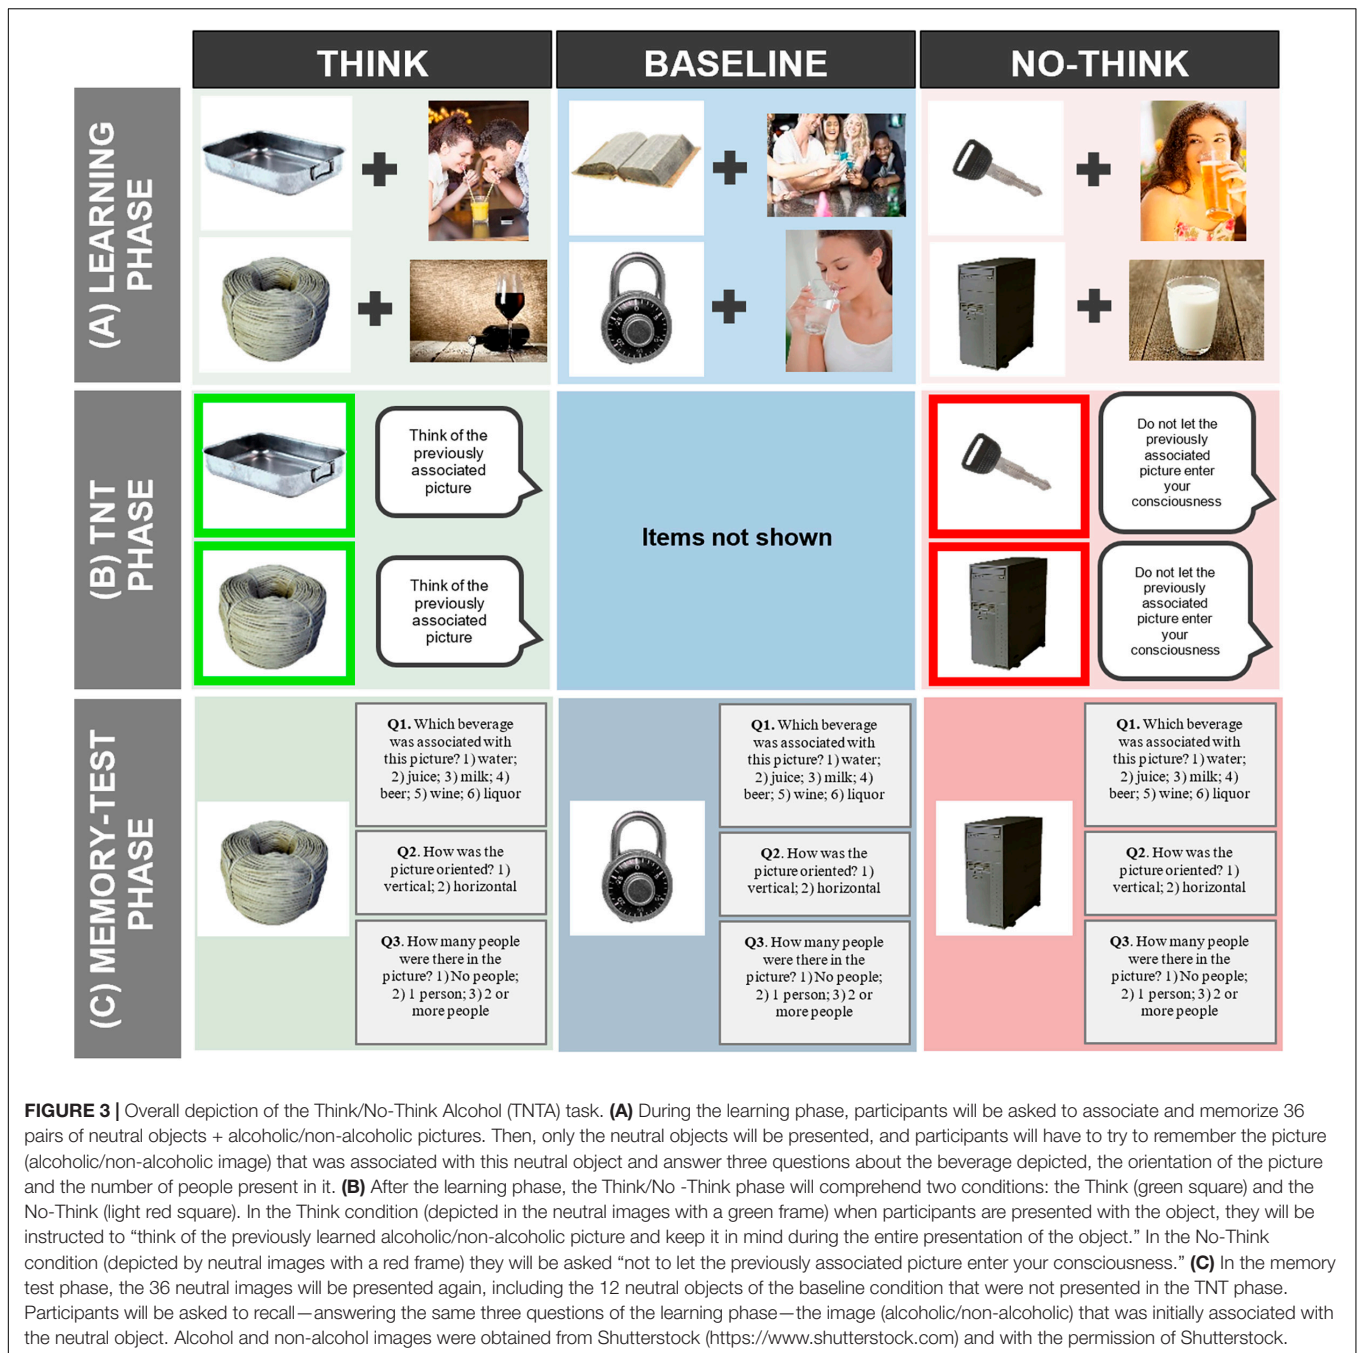 THINK
BASELINE
NO-THINK
(A) LEARNING
PHASE
(B) TNT
PHASE
Think of the
previously
associated
picture
Think of the
previously
associated
picture
Items not shown
Do not let the
previously
associated
picture enter
your
consciousness
Do not let the
previously
associated
picture enter
your
consciousness
(C) MEMORY-TEST
PHASE
Q1. Which beverage
was associated with
this picture? 1) water;
2) juice; 3) milk; 4)
beer; 5) wine; 6) liquor
Q2. How was the
picture oriented? 1)
vertical; 2) horizontal
Q3. How many people
were there in the
picture? 1) No people;
2) 1 person; 3) 2 or
more people
Q1. Which beverage
was associated with
this picture? 1) water;
2) juice; 3) milk; 4)
beer; 5) wine; 6) liquor
Q2. How was the
picture oriented? 1)
vertical; 2) horizontal
Q3. How many people
were there in the
picture? 1) No people;
2) 1 person; 3) 2 or
more people
Q1. Which beverage
was associated with
this picture? 1) water;
2) juice; 3) milk; 4)
beer; 5) wine; 6) liquor
Q2. How was the
picture oriented? 1)
vertical; 2) horizontal
Q3. How many people
were there in the
picture? 1) No people;
2) 1 person; 3) 2 or
more people
FIGURE 3 | Overall depiction of the Think/No-Think Alcohol (TNTA) task. (A) During the learning phase, participants will be asked to associate and memorize 36
pairs of neutral objects + alcoholic/non-alcoholic pictures. Then, only the neutral objects will be presented, and participants will have to try to remember the picture
(alcoholic/non-alcoholic image) that was associated with this neutral object and answer three questions about the beverage depicted, the orientation of the picture
and the number of people present in it. (B) After the learning phase, the Think/No -Think phase will comprehend two conditions: the Think (green square) and the
No-Think (light red square). In the Think condition (depicted in the neutral images with a green frame) when participants are presented with the object, they will be
instructed to “think of the previously learned alcoholic/non-alcoholic picture and keep it in mind during the entire presentation of the object.” In the No-Think
condition (depicted by neutral images with a red frame) they will be asked “not to let the previously associated picture enter your consciousness.” (C) In the memory
test phase, the 36 neutral images will be presented again, including the 12 neutral objects of the baseline condition that were not presented in the TNT phase.
Participants will be asked to recall—answering the same three questions of the learning phase—the image (alcoholic/non-alcoholic) that was initially associated with
the neutral object. Alcohol and non-alcohol images were obtained from Shutterstock (https://www.shutterstock.com) and with the permission of Shutterstock.